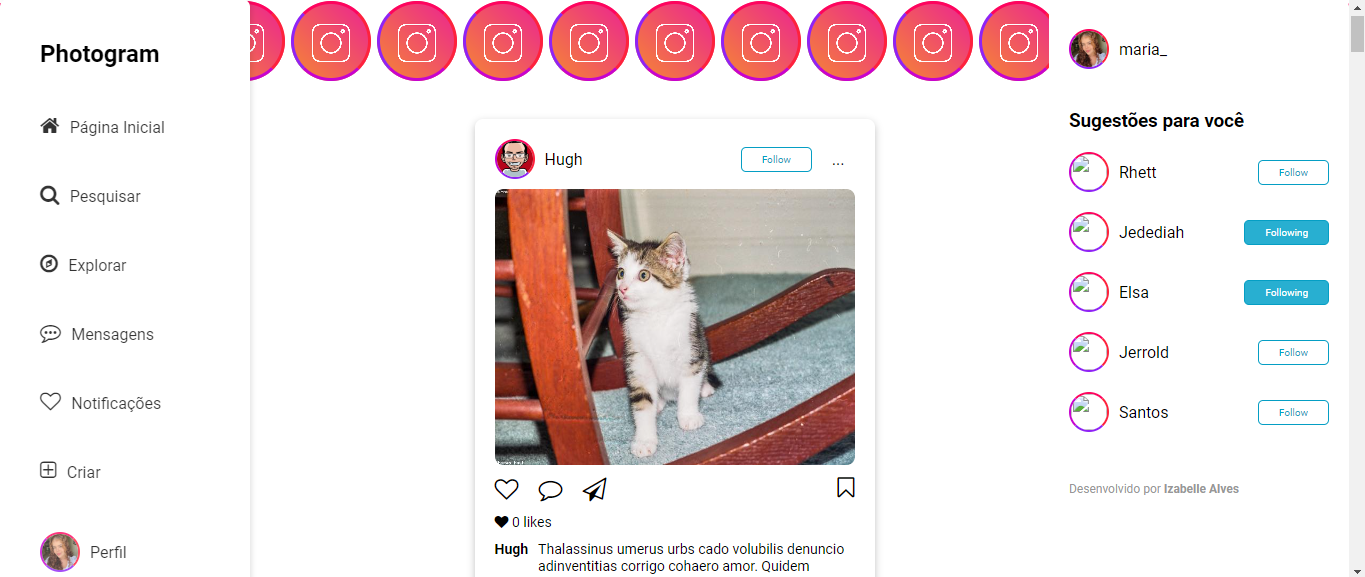 Photogram
Página Inicial
Pesquisar
Explorar
Mensagens
Notificações
Criar
Perfil
Hugh
Follow
...
0 likes
Hugh Thalassinus umerus urbs cado volubilis denuncio
adinventitias corrigo cohaero amor. Quidem
maria_
Sugestões para você
Rhett
Follow
Jedediah
Following
Elsa
Following
Jerrold
Follow
Santos
Follow
Desenvolvido por Izabelle Alves